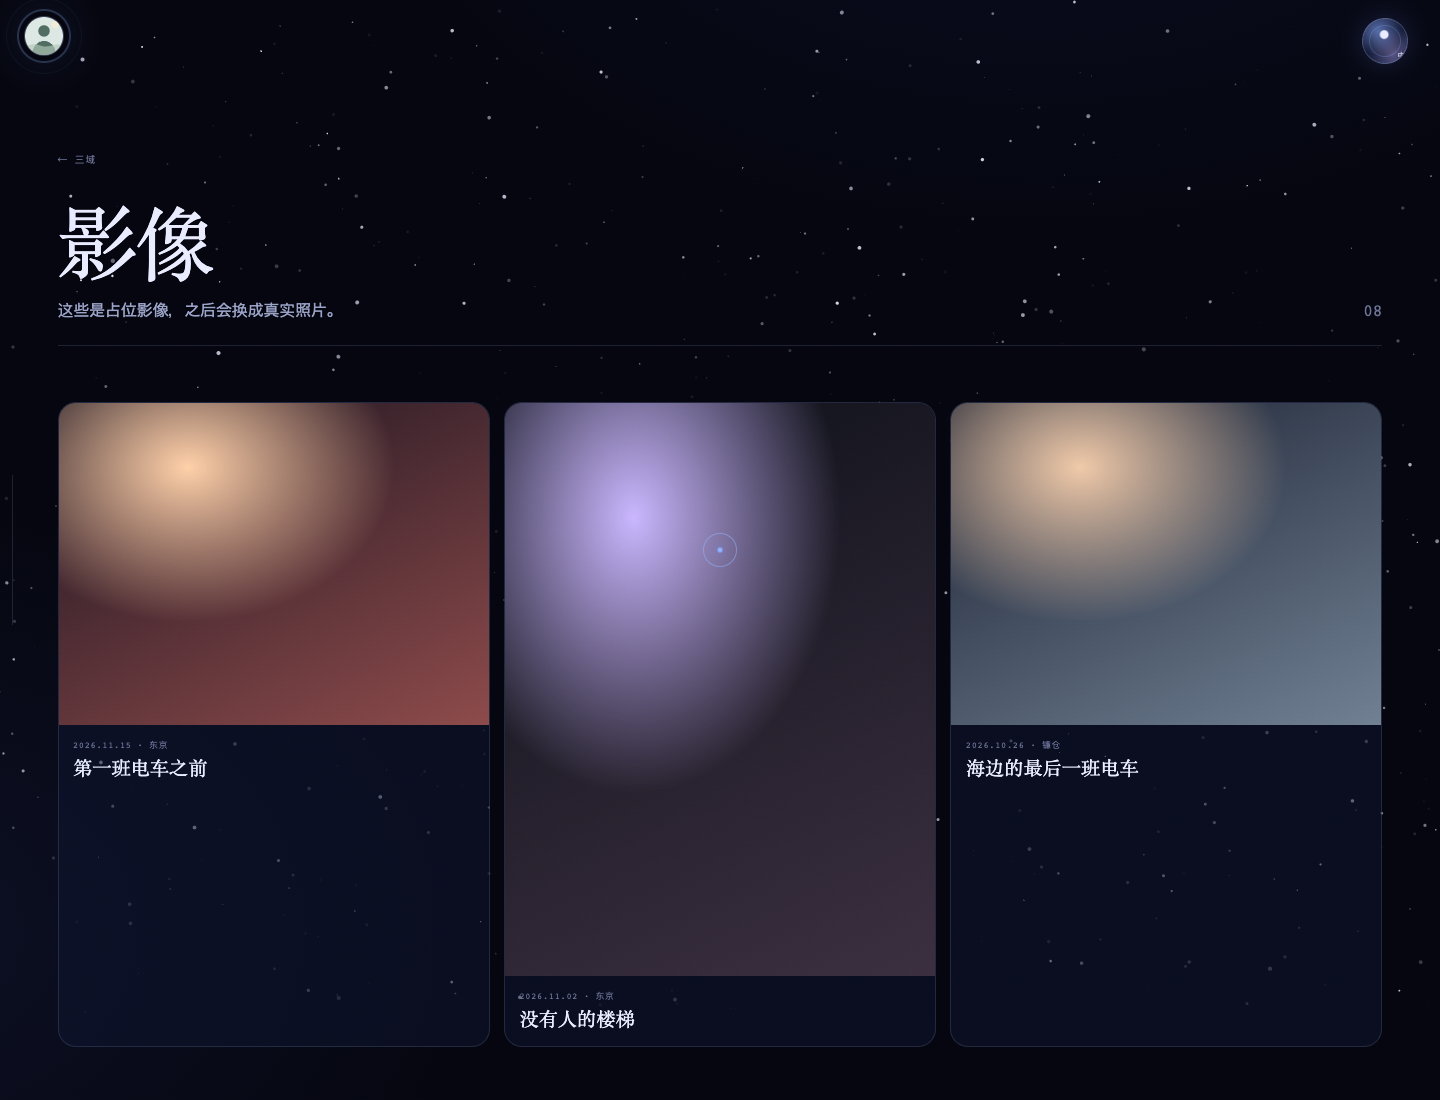 中
← 三域
影像
这些是占位影像，之后会换成真实照片。
08
2026.11.15 · 东京
第一班电车之前
2026.11.02 · 东京
没有人的楼梯
2026.10.26 · 镰仓
海边的最后一班电车